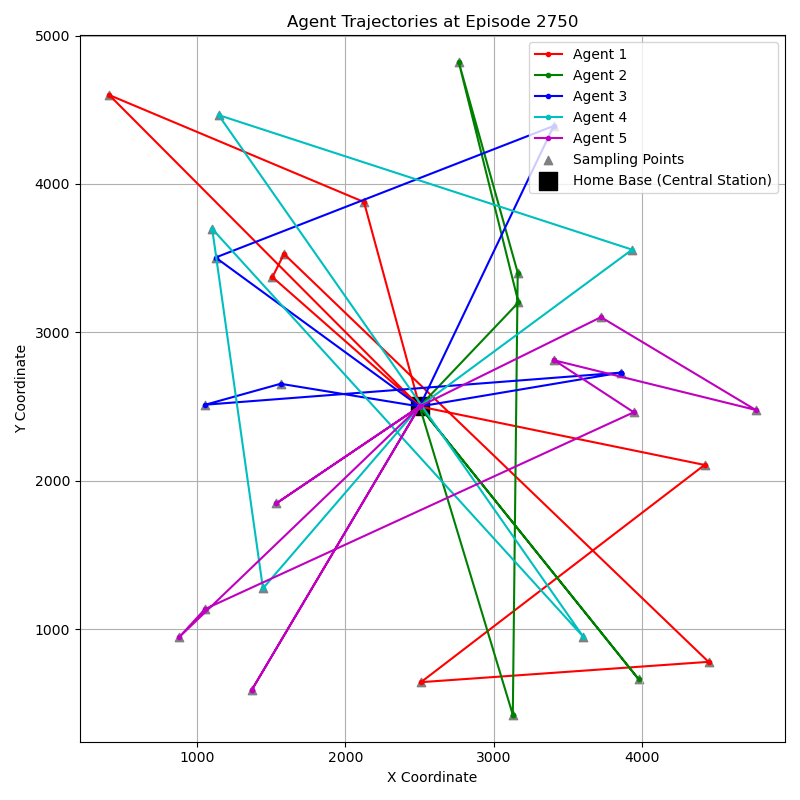 Agent Trajectories at Episode 2750
5000
4000
3000
2000
1000
Y Coordinate
1000
2000
3000
4000
X Coordinate
Agent 1
Agent 2
Agent 3
Agent 4
Agent 5
Sampling Points
Home Base (Central Station)